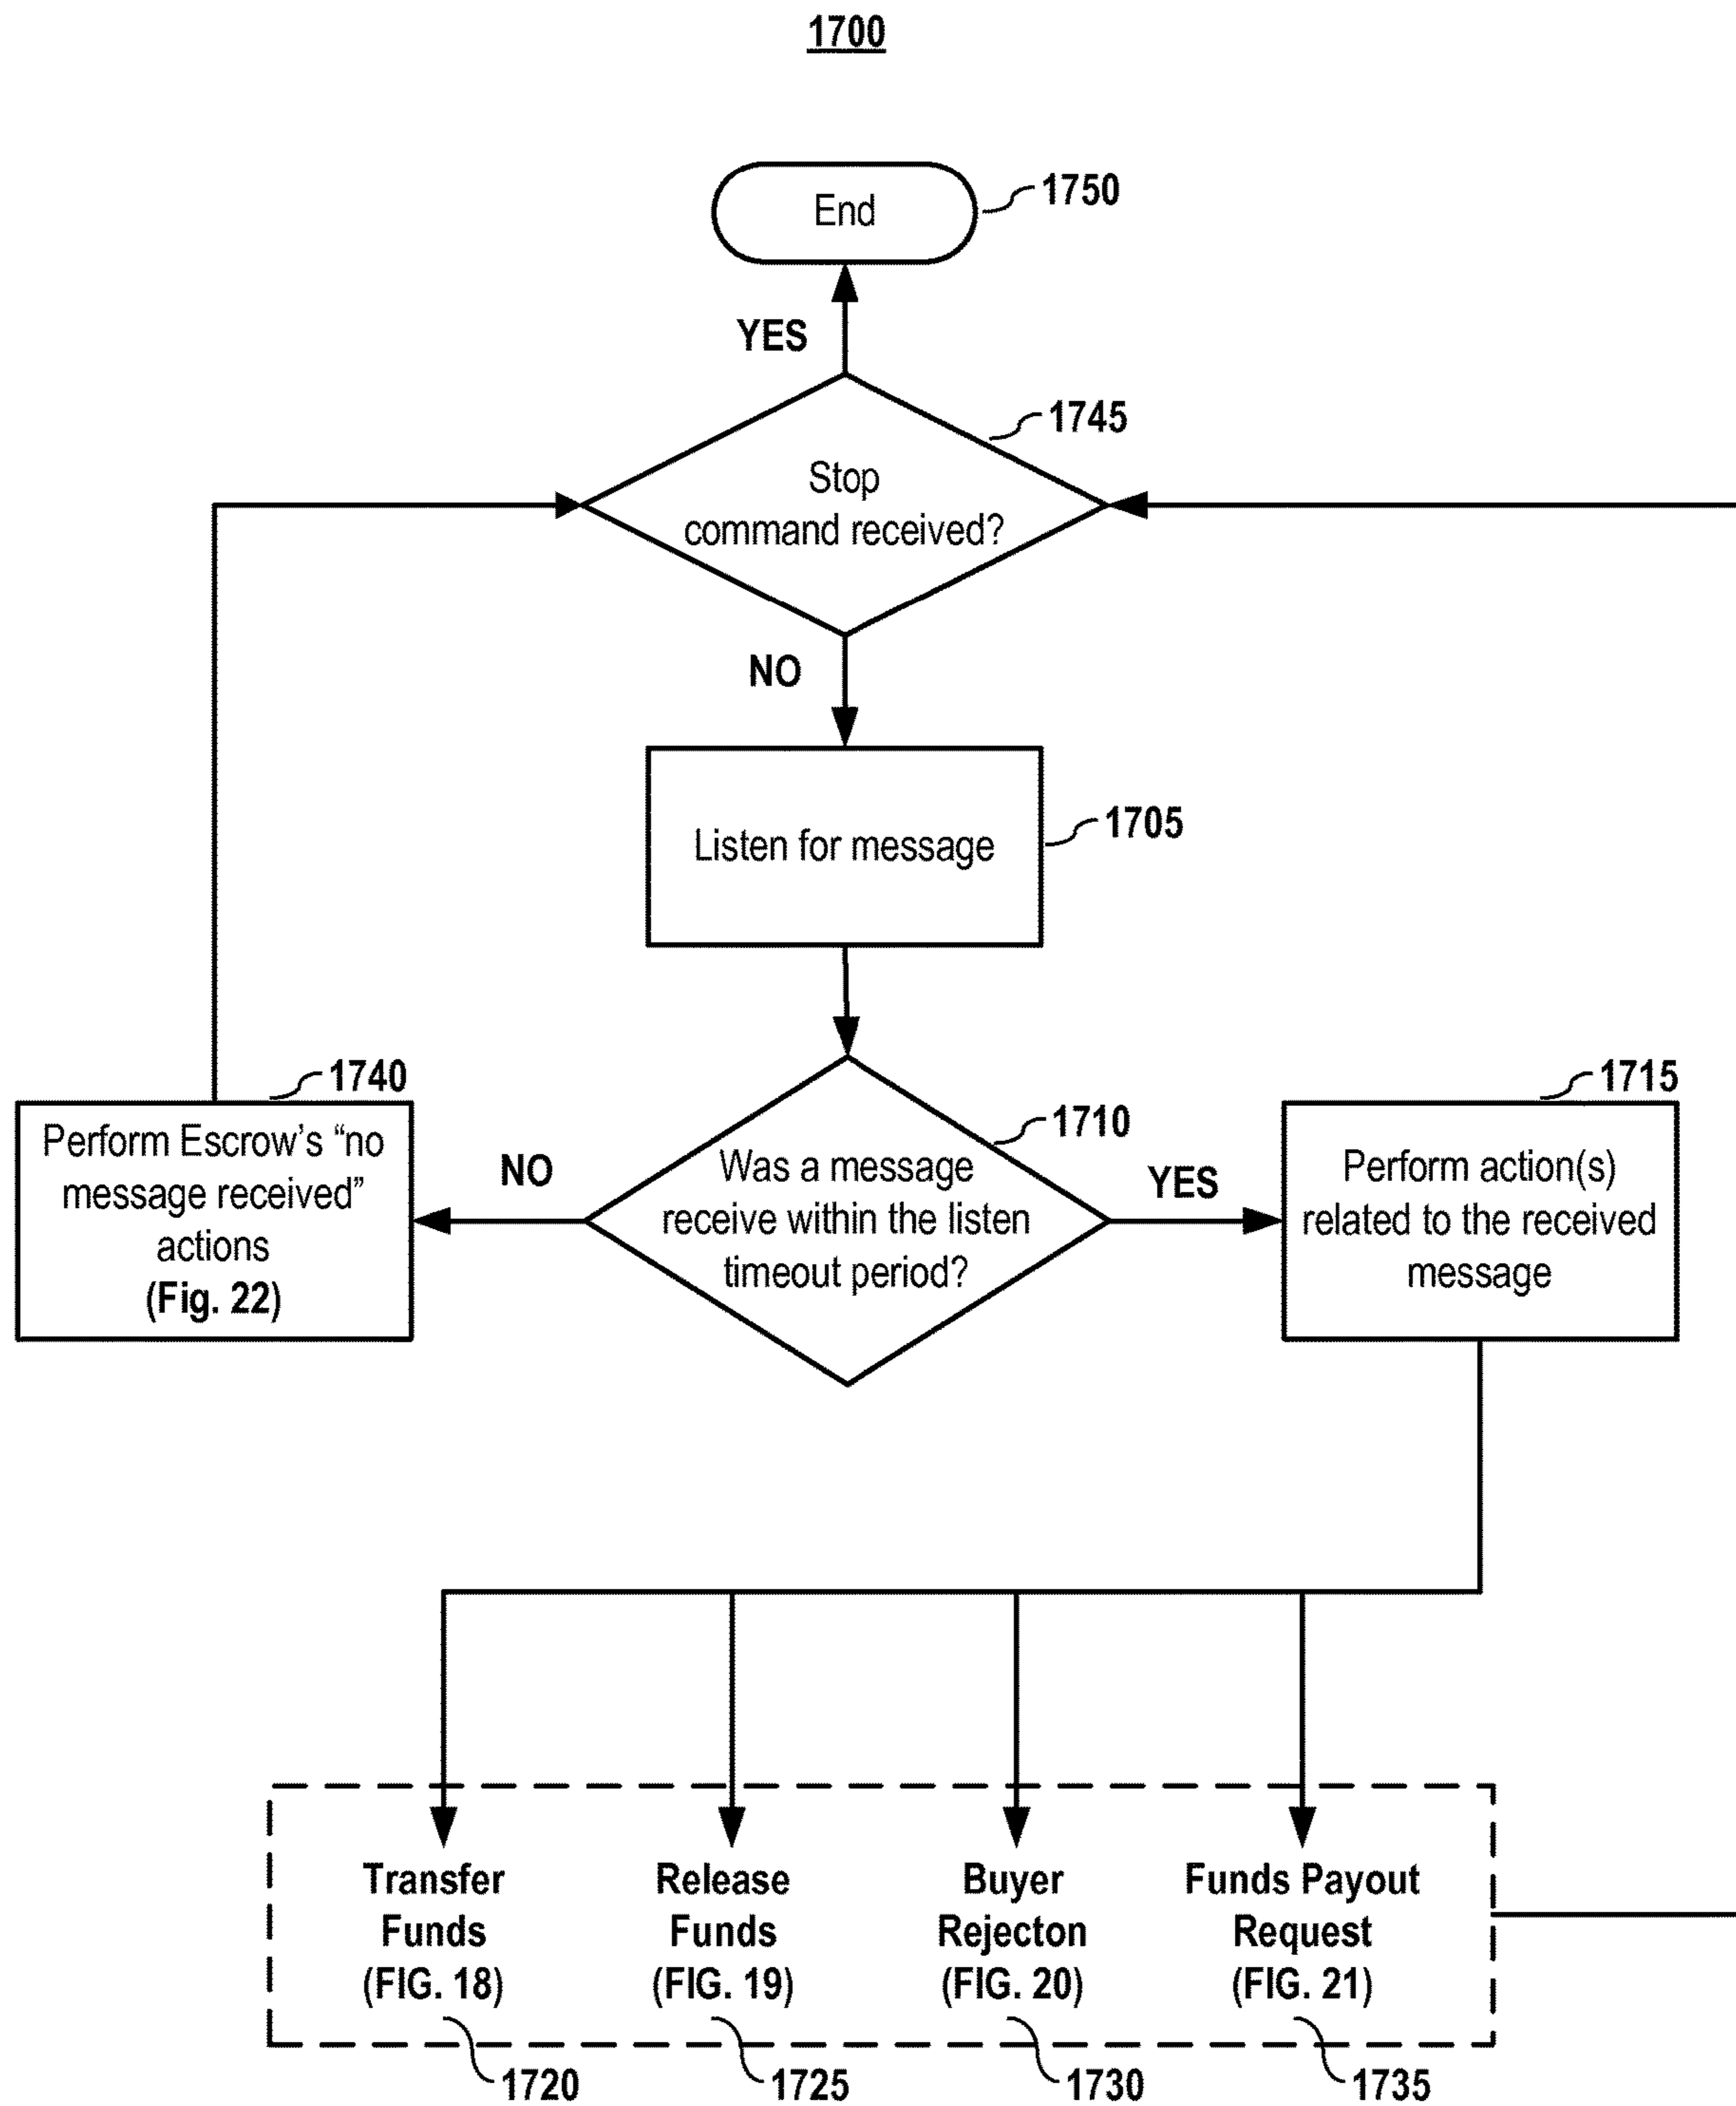 1700
End
1750
YES
1745
Stop
command received?
NO
Listen for message
1705
1740
1715
Perform Escrow's “no
message received”
actions
(Fig. 22)
NO
1710
Was a message
receive within the listen
timeout period?
YES
Perform action(s)
related to the received
message
Transfer
Funds
(FIG. 18)
Release
Funds
(FIG. 19)
Buyer
Rejecton
(FIG. 20)
Funds Payout
Request
(FIG. 21)
1720
1725
1730
1735